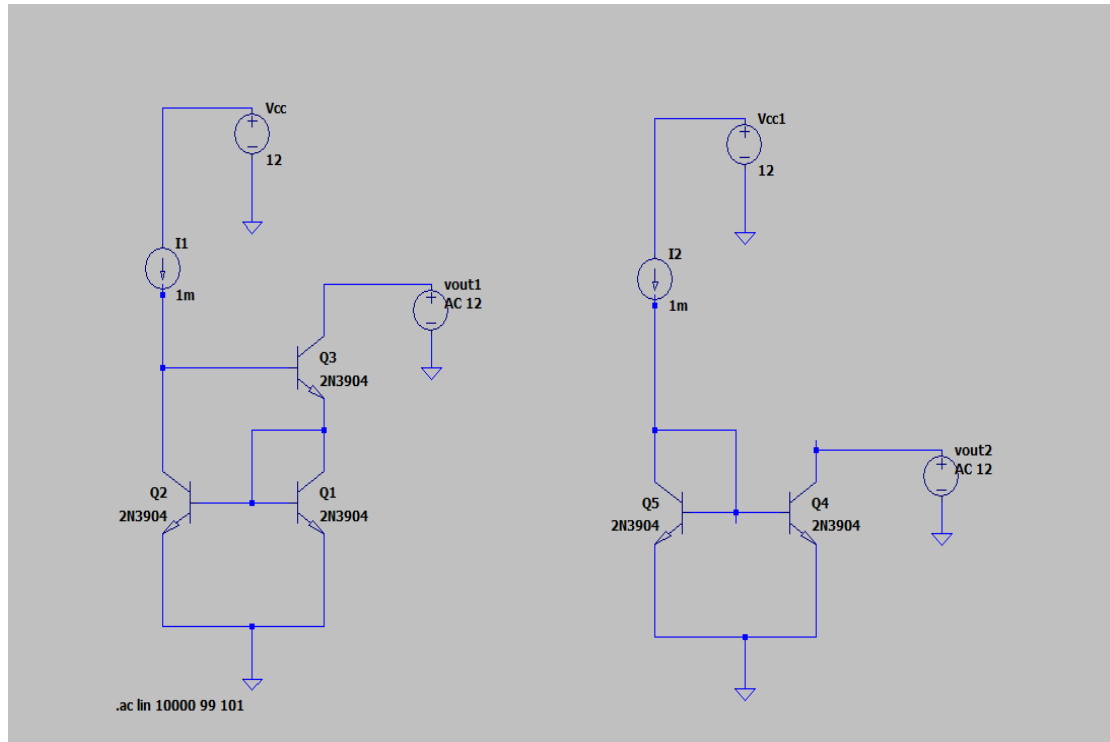 Vcc
12
I1
1m
vout1
AC 12
Q3
2N3904
Q2
2N3904
Q1
2N3904
.ac lin 10000 99 101
Vcc1
12
I2
1m
vout2
AC 12
Q5
2N3904
Q4
2N3904